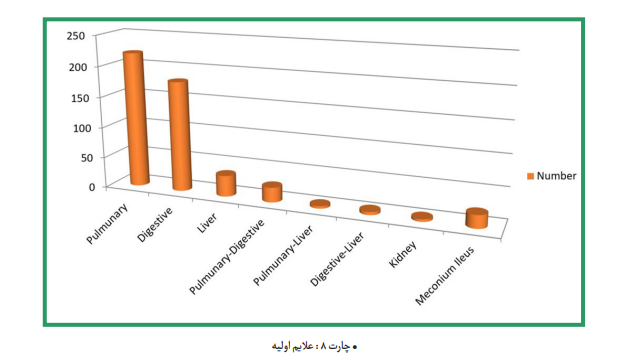 250
200
150
100
50
0
Pulmunary
Digestive
Liver
Pulmunary-Digestive
Pulmunary-Liver
Digestive-Liver
Kidney
Meconium Ileus
Number
• چارت ۸ : علایم اولیه